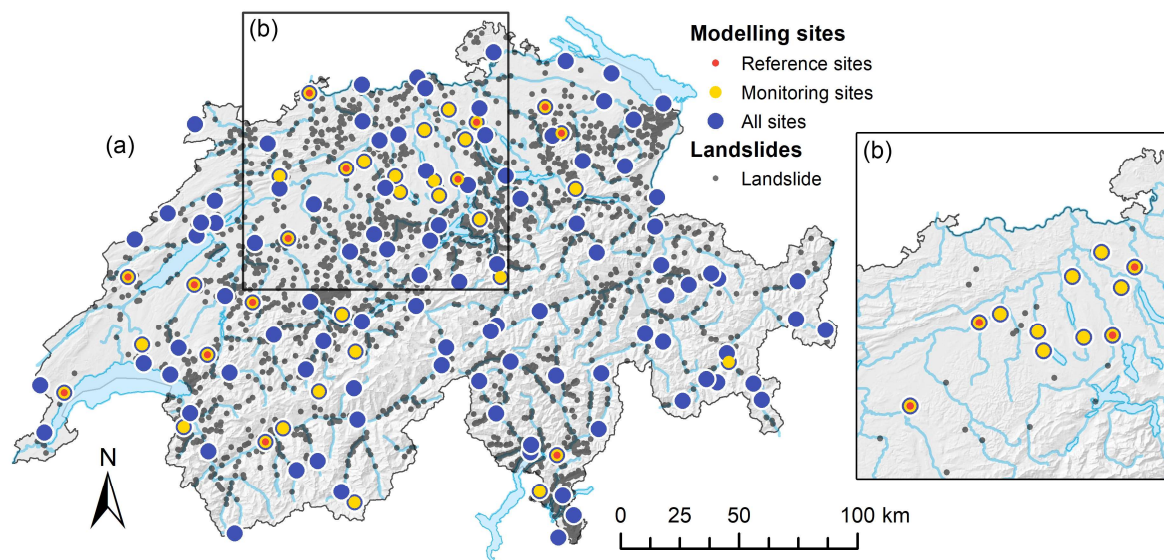 (b)
Modelling sites
Reference sites
Monitoring sites
All sites
Landslides
Landslide
(a)
(b)
N
0 25 50 100 km